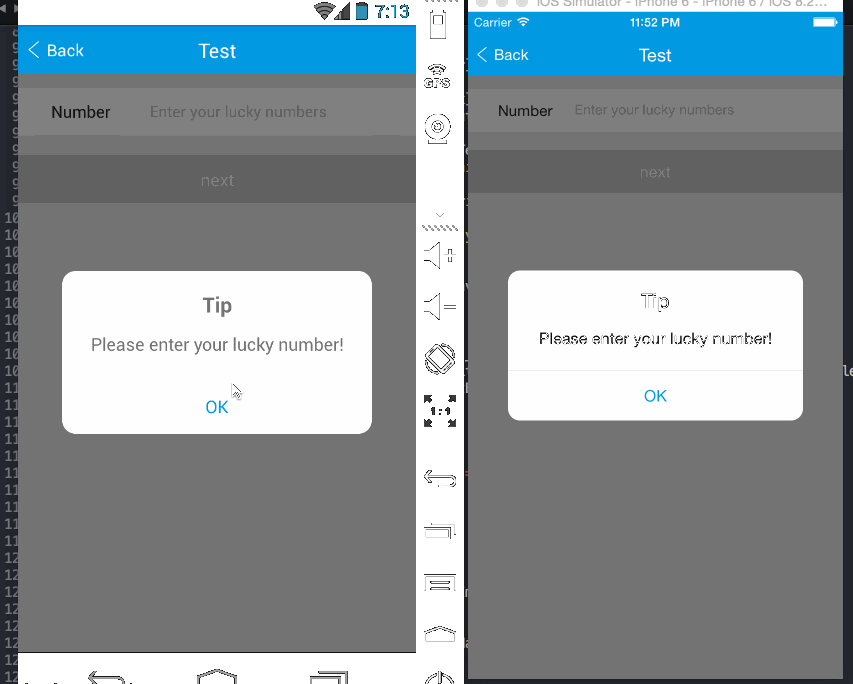 7:13
Back
Test
Number
Enter your lucky numbers
next
Tip
Please enter your lucky number!
OK
GPS
1:1
iOS Simulator - iPhone 6 - iPhone 6 / iOS 8.2...
Carrier
11:52 PM
Back
Test
Number
Enter your lucky numbers
next
Tip
Please enter your lucky number!
OK